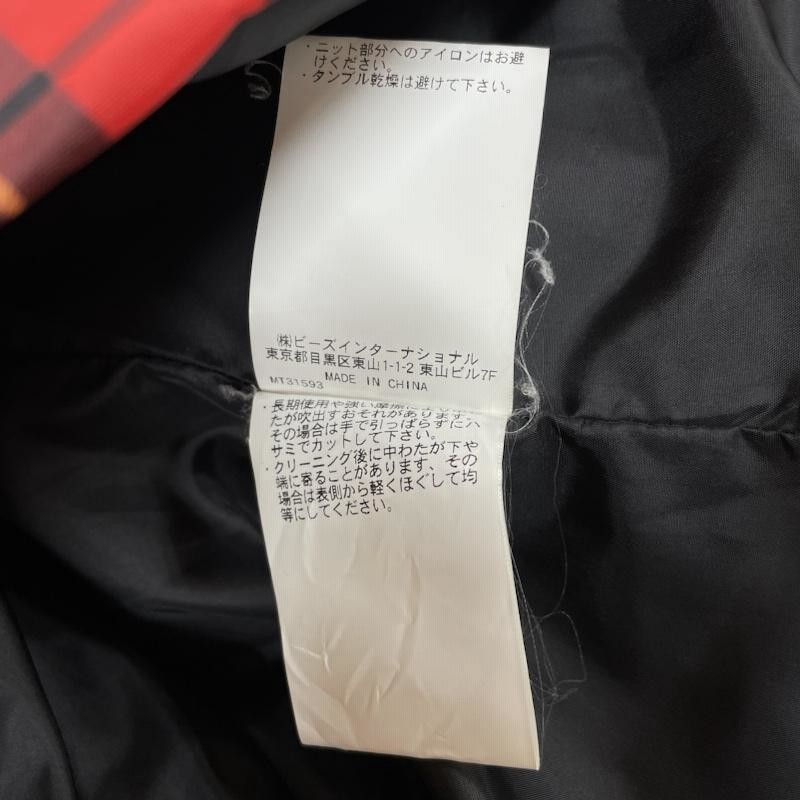 ・ニット部分へのアイロンはお避
けください。
・タンブル乾燥は避けて下さい。
㈱ビーズインターナショナル
東京都目黒区東山1-1-2 東山ビル7F
MT31593 MADE IN CHINA
・長期使用や強い摩擦に
たが吹出すおそれがあります。
その場合は手で引っぱらずにハ
サミでカットして下さい。
・クリーニング後に中わたが下や
端に寄ることがあります、その
場合は表側から軽くほぐして均
等にしてください。